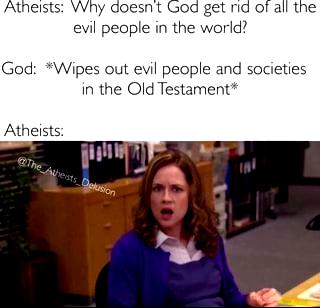 Atheists: Why doesn't God get rid of all the
evil people in the world?
God: *Wipes out evil people and societies
in the Old Testament*
Atheists:
@The_Atheists_Delusion